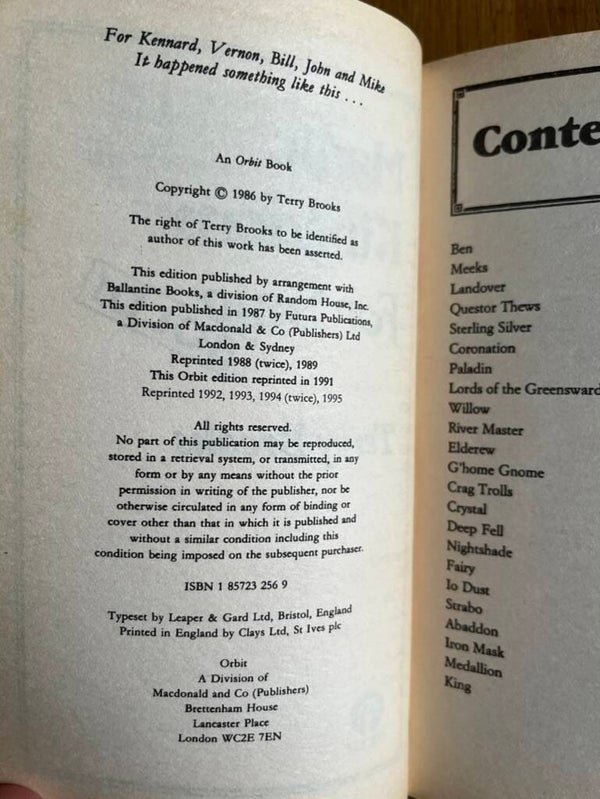 For Kennard, Vernon, Bill, John and Mike
It happened something like this . . .
An Orbit Book
Copyright © 1986 by Terry Brooks
The right of Terry Brooks to be identified as
author of this work has been asserted.
This edition published by arrangement with
Ballantine Books, a division of Random House, Inc.
This edition published in 1987 by Futura Publications,
a Division of Macdonald & Co (Publishers) Ltd
London & Sydney
Reprinted 1988 (twice), 1989
This Orbit edition reprinted in 1991
Reprinted 1992, 1993, 1994 (twice), 1995
All rights reserved.
No part of this publication may be reproduced,
stored in a retrieval system, or transmitted, in any
form or by any means without the prior
permission in writing of the publisher, nor be
otherwise circulated in any form of binding or
cover other than that in which it is published and
without a similar condition including this
condition being imposed on the subsequent purchaser.
ISBN 1 85723 256 9
Typeset by Leaper & Gard Ltd, Bristol, England
Printed in England by Clays Ltd, St Ives plc
Orbit
A Division of
Macdonald and Co (Publishers)
Brettenham House
Lancaster Place
London WC2E 7EN
Conte
Ben
Meeks
Landover
Questor Thews
Sterling Silver
Coronation
Paladin
Lords of the Greensward
Willow
River Master
Elderew
G'home Gnome
Crag Trolls
Crystal
Deep Fell
Nightshade
Fairy
Io Dust
Strabo
Abaddon
Iron Mask
Medallion
King